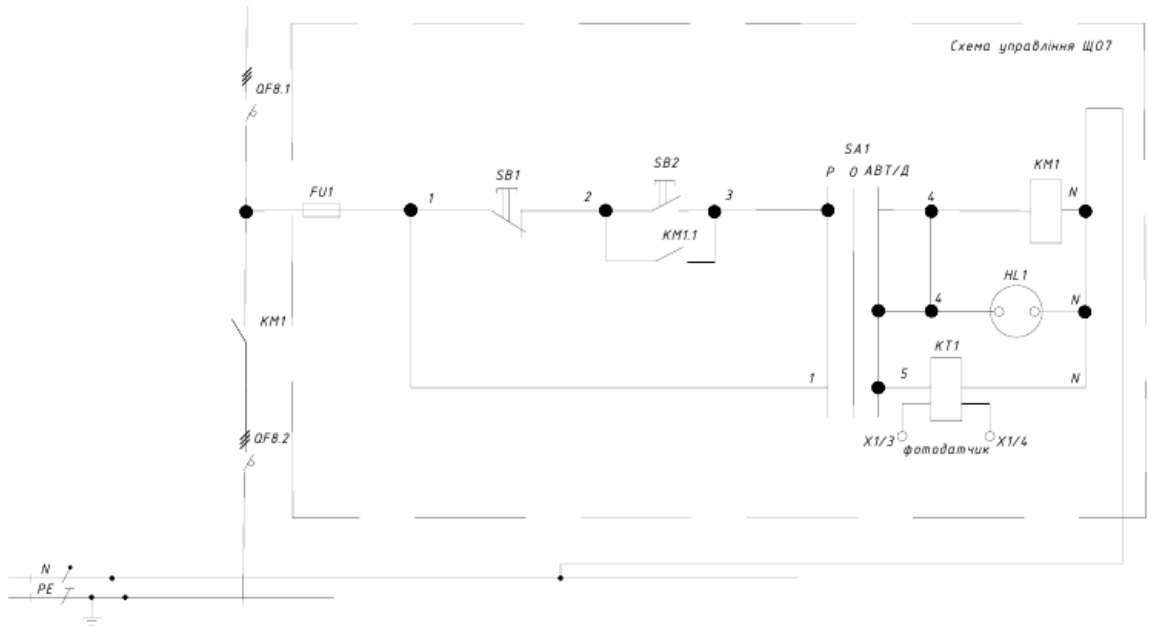 Схема управління ЩО7
QF8.1
SA1
SB1
SB2
Р О АВТ/Д
KM1
FU1
1
2
3
4
N
KM1.1
HL1
KM1
4
N
KT1
1
5
N
QF8.2
X1/3
X1/4
фотодатчик
N
PE